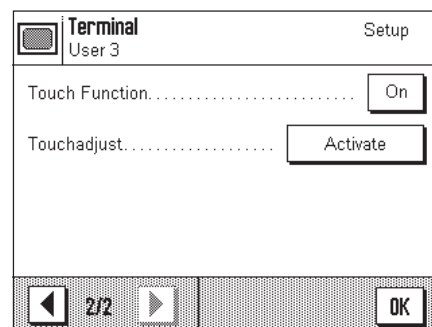 Terminal
User 3
Setup
Touch Function.......................... On
Touchadjust................... Activate
2/2
OK